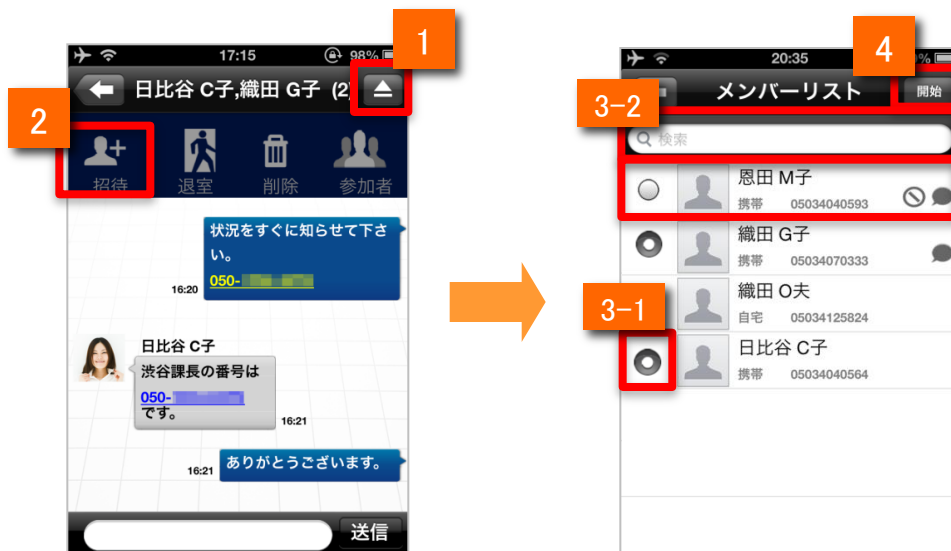 1
17:15
98%
日比谷 C子,織田 G子 (2
2
招待
退室
削除
参加者
状況をすぐに知らせて下さ
い。
050-
16:20
日比谷 C子
渋谷課長の番号は
050-
です。
16:21
16:21
ありがとうございます。
送信
4
20:35
%
メンバーリスト
開始
3-2
検索
恩田 M子
携帯 05034040593
織田 G子
携帯 05034070333
3-1
織田 O夫
自宅 05034125824
日比谷 C子
携帯 05034040564